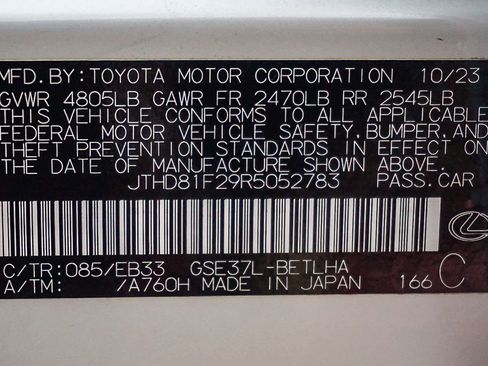 MFD.BY:TOYOTA MOTOR CORPORATION 10/23
GVWR 4805LB GAWR FR 2470LB RR 2545LB
THIS VEHICLE CONFORMS TO ALL APPLICABLE
FEDERAL MOTOR VEHICLE SAFETY, BUMPER, AND
THEFT PREVENTION STANDARDS IN EFFECT ON
THE DATE OF MANUFACTURE SHOWN ABOVE.
JTHD81F29R5052783 PASS.CAR
C/TR:085/EB33 GSE37L-BETLHA
A/TM: /A760H MADE IN JAPAN 166 C